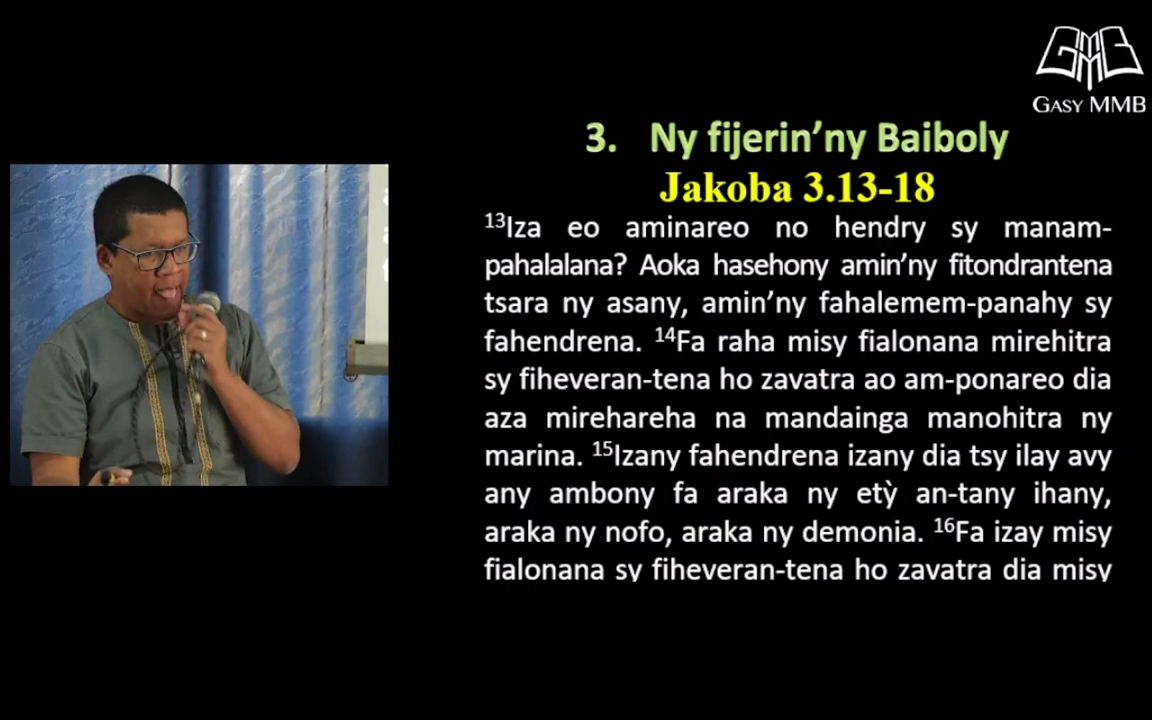 GMMB
GASY MMB
3. Ny fijerin’ny Baiboly
Jakoba 3.13-18
13Iza eo aminareo no hendry sy manam-
pahalalana? Aoka hasehony amin’ny fitondrantena
tsara ny asany, amin’ny fahalemem-panahy sy
fahendrena. 14Fa raha misy fialonana mirehitra
sy fiheveran-tena ho zavatra ao am-ponareo dia
aza mirehareha na mandainga manohitra ny
marina. 15Izany fahendrena izany dia tsy ilay avy
any ambony fa araka ny etỳ an-tany ihany,
araka ny nofo, araka ny demonia. 16Fa izay misy
fialonana sy fiheveran-tena ho zavatra dia misy